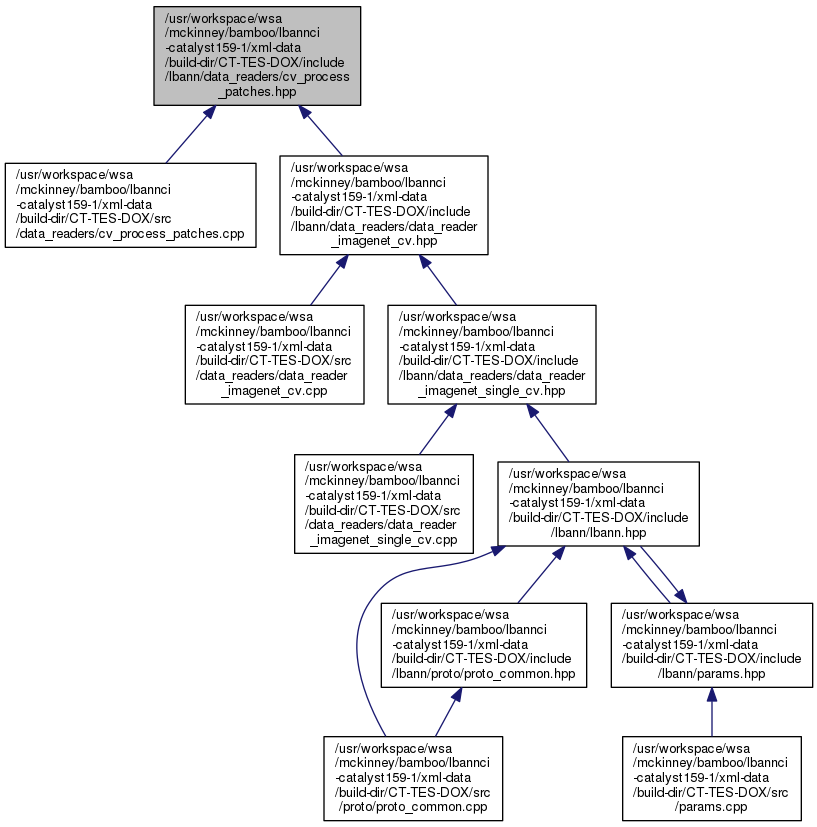 /usr/workspace/wsa
/mckinney/bamboo/lbannci
-catalyst159-1/xml-data
/build-dir/CT-TES-DOX/include
/lbann/data_readers/cv_process
_patches.hpp
/usr/workspace/wsa
/mckinney/bamboo/lbannci
-catalyst159-1/xml-data
/build-dir/CT-TES-DOX/src
/data_readers/cv_process_patches.cpp
/usr/workspace/wsa
/mckinney/bamboo/lbannci
-catalyst159-1/xml-data
/build-dir/CT-TES-DOX/include
/lbann/data_readers/data_reader
_imagenet_cv.hpp
/usr/workspace/wsa
/mckinney/bamboo/lbannci
-catalyst159-1/xml-data
/build-dir/CT-TES-DOX/src
/data_readers/data_reader
_imagenet_cv.cpp
/usr/workspace/wsa
/mckinney/bamboo/lbannci
-catalyst159-1/xml-data
/build-dir/CT-TES-DOX/include
/lbann/data_readers/data_reader
_imagenet_single_cv.hpp
/usr/workspace/wsa
/mckinney/bamboo/lbannci
-catalyst159-1/xml-data
/build-dir/CT-TES-DOX/src
/data_readers/data_reader
_imagenet_single_cv.cpp
/usr/workspace/wsa
/mckinney/bamboo/lbannci
-catalyst159-1/xml-data
/build-dir/CT-TES-DOX/include
/lbann/lbann.hpp
/usr/workspace/wsa
/mckinney/bamboo/lbannci
-catalyst159-1/xml-data
/build-dir/CT-TES-DOX/include
/lbann/proto/proto_common.hpp
/usr/workspace/wsa
/mckinney/bamboo/lbannci
-catalyst159-1/xml-data
/build-dir/CT-TES-DOX/include
/lbann/params.hpp
/usr/workspace/wsa
/mckinney/bamboo/lbannci
-catalyst159-1/xml-data
/build-dir/CT-TES-DOX/src
/proto/proto_common.cpp
/usr/workspace/wsa
/mckinney/bamboo/lbannci
-catalyst159-1/xml-data
/build-dir/CT-TES-DOX/src
/params.cpp